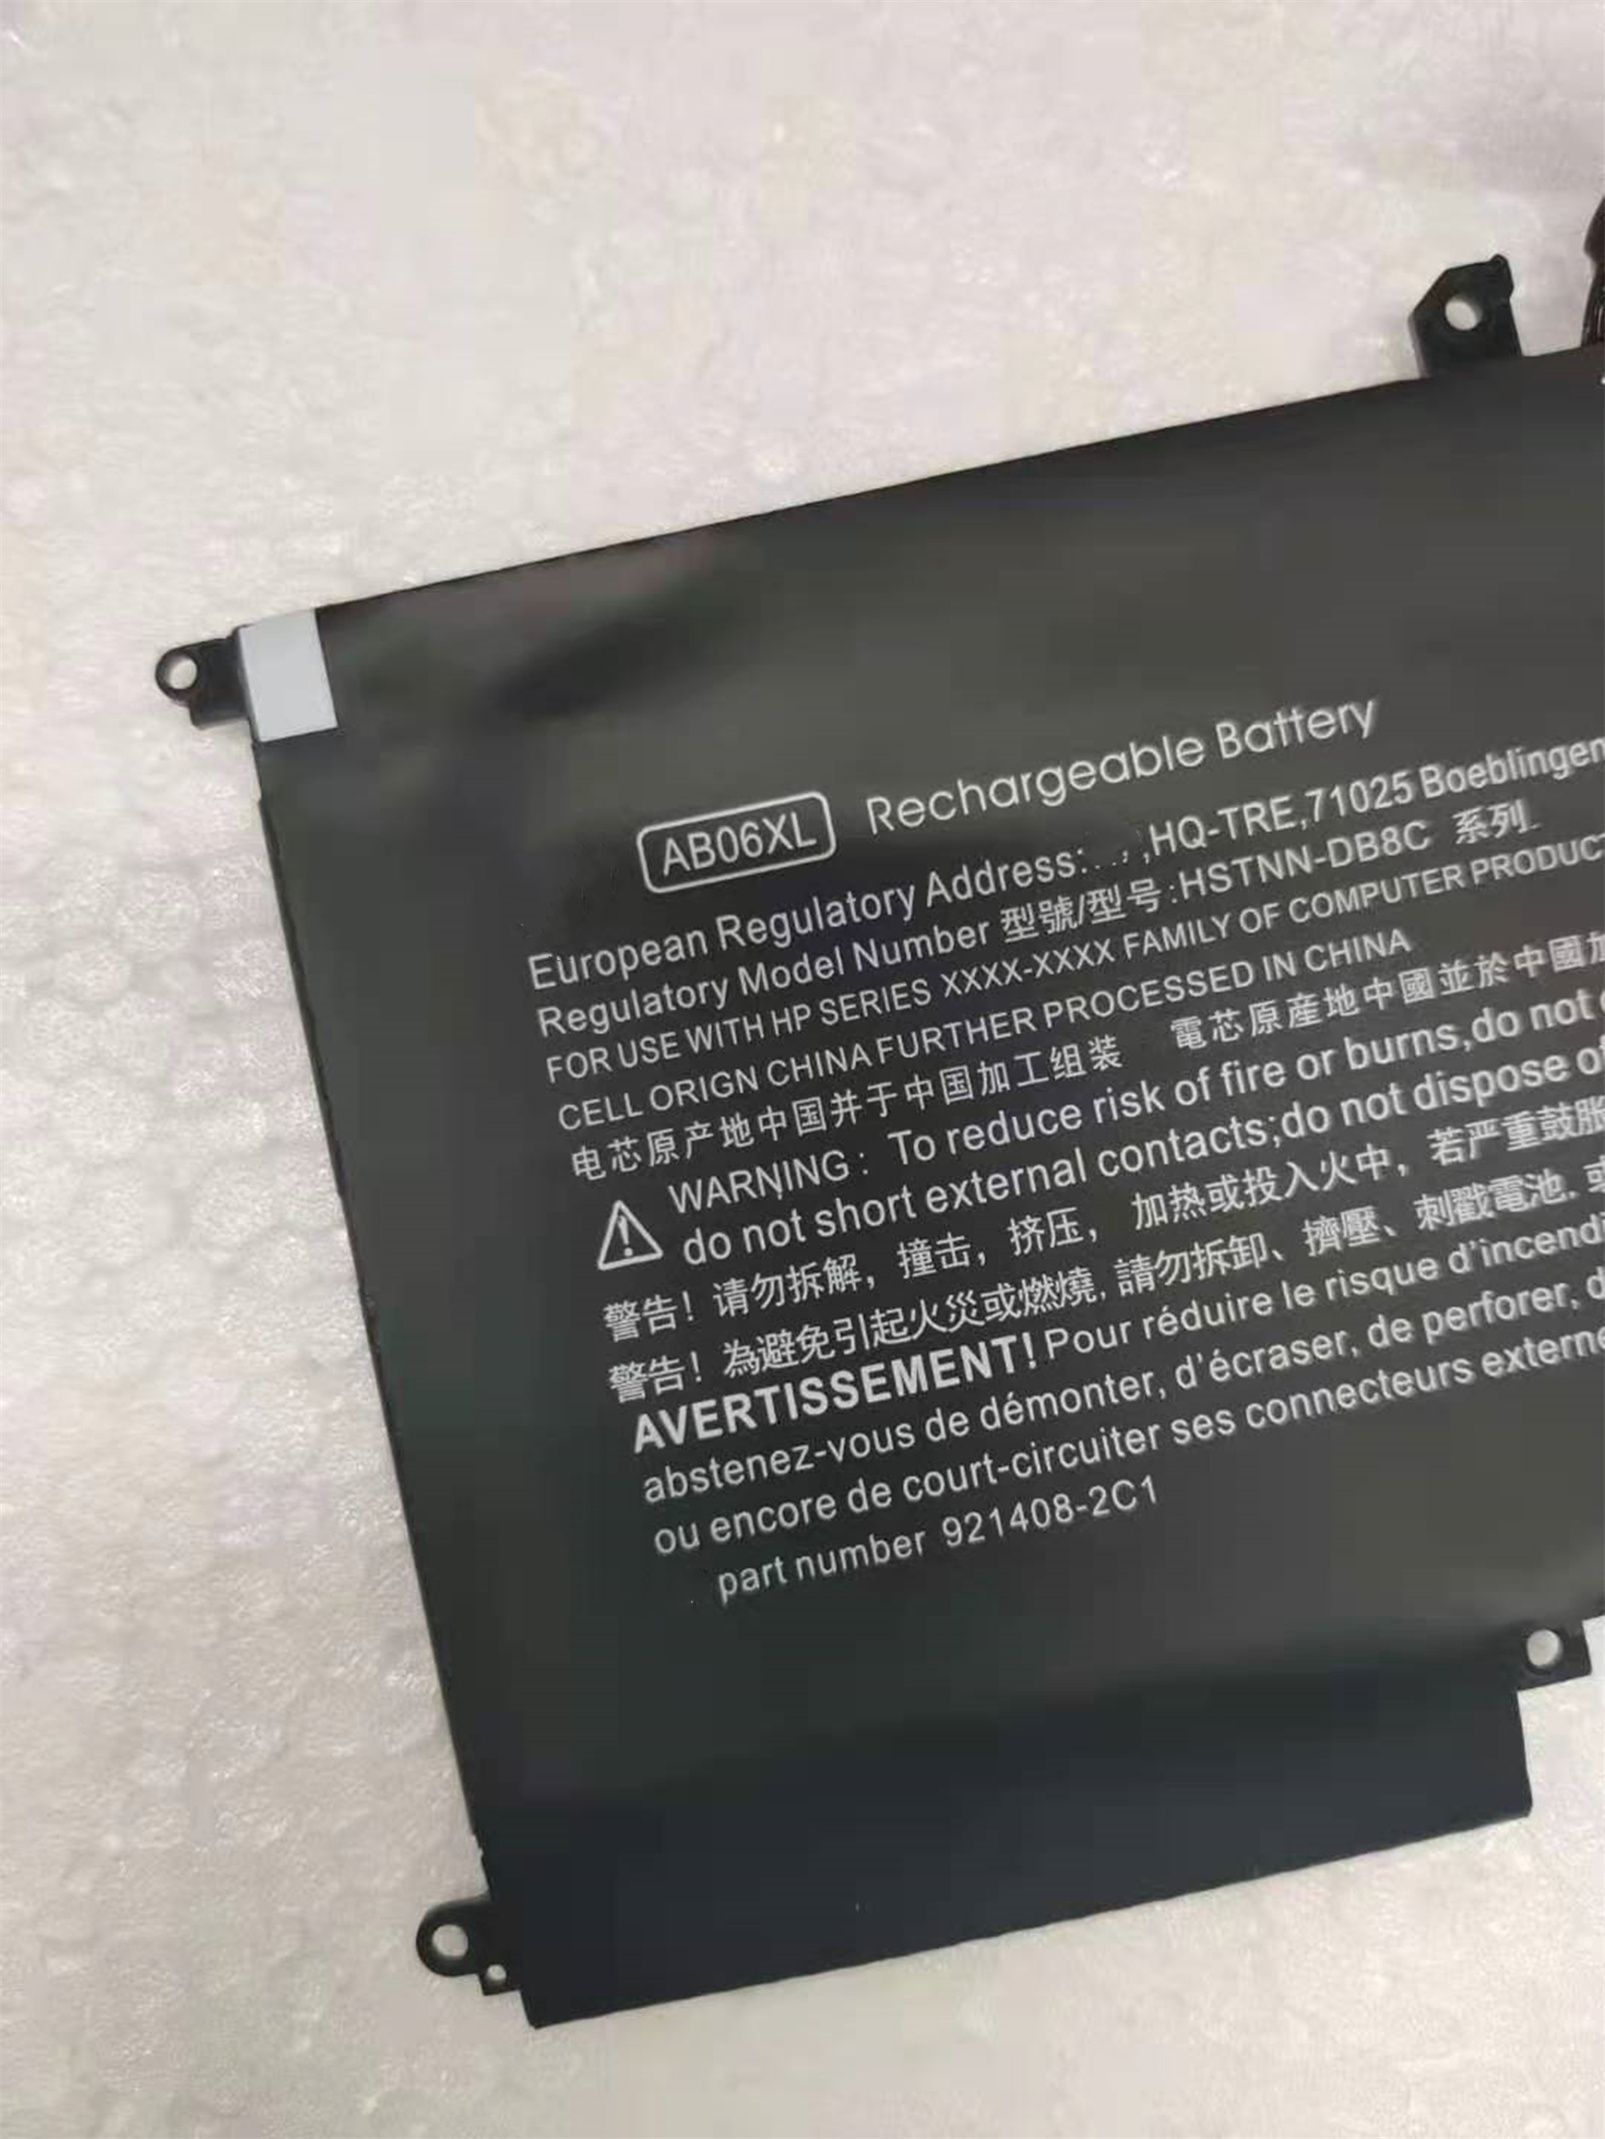 AB06XL Rechargeable Battery
European Regulatory Address: ,HQ-TRE,71025 Boeblingen
Regulatory Model Number 型號/型号:HSTNN-DB8C 系列
FOR USE WITH HP SERIES XXXX-XXXX FAMILY OF COMPUTER PRODUC
CELL ORIGN CHINA FURTHER PROCESSED IN CHINA
电芯原产地中国并于中国加工组装 電芯原産地中國並於中國加
WARNING: To reduce risk of fire or burns,do not
do not short external contacts;do not dispose of
警告! 请勿拆解，撞击，挤压，加热或投入火中，若严重鼓胀
警告! 為避免引起火災或燃燒,請勿拆卸、擠壓、刺戳電池,或
AVERTISSEMENT! Pour réduire le risque d'incendi
abstenez-vous de démonter, d'écraser, de perforer, d
ou encore de court-circuiter ses connecteurs externe
part number 921408-2C1